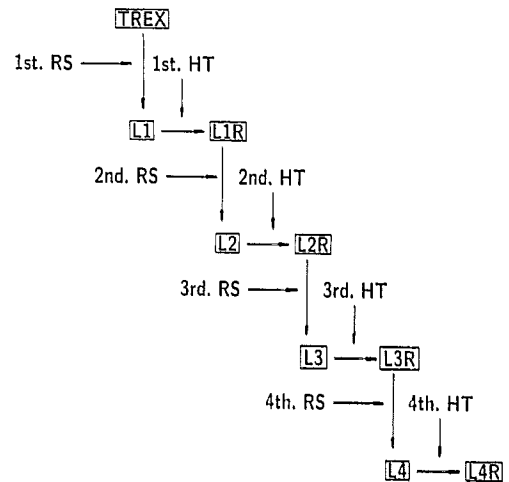 TREX
1st. RS 1st. HT
L1 L1R
2nd. RS 2nd. HT
L2 L2R
3rd. RS 3rd. HT
L3 L3R
4th. RS 4th. HT
L4 L4R